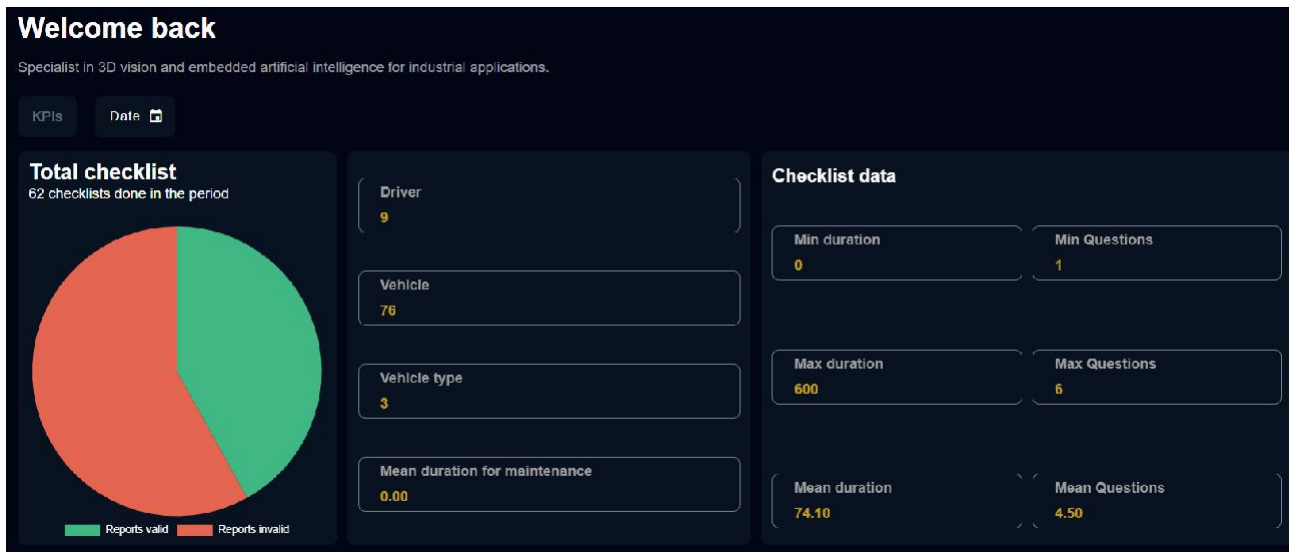 Welcome back
Specialist in 3D vision and embedded artificial intelligence for industrial applications.
KPIs
Date
Total checklist
62 checklists done in the period
Reports valid
Reports invalid
Driver
9
Vehicle
76
Vehicle type
3
Mean duration for maintenance
0.00
Checklist data
Min duration
0
Min Questions
1
Max duration
600
Max Questions
6
Mean duration
74.10
Mean Questions
4.50